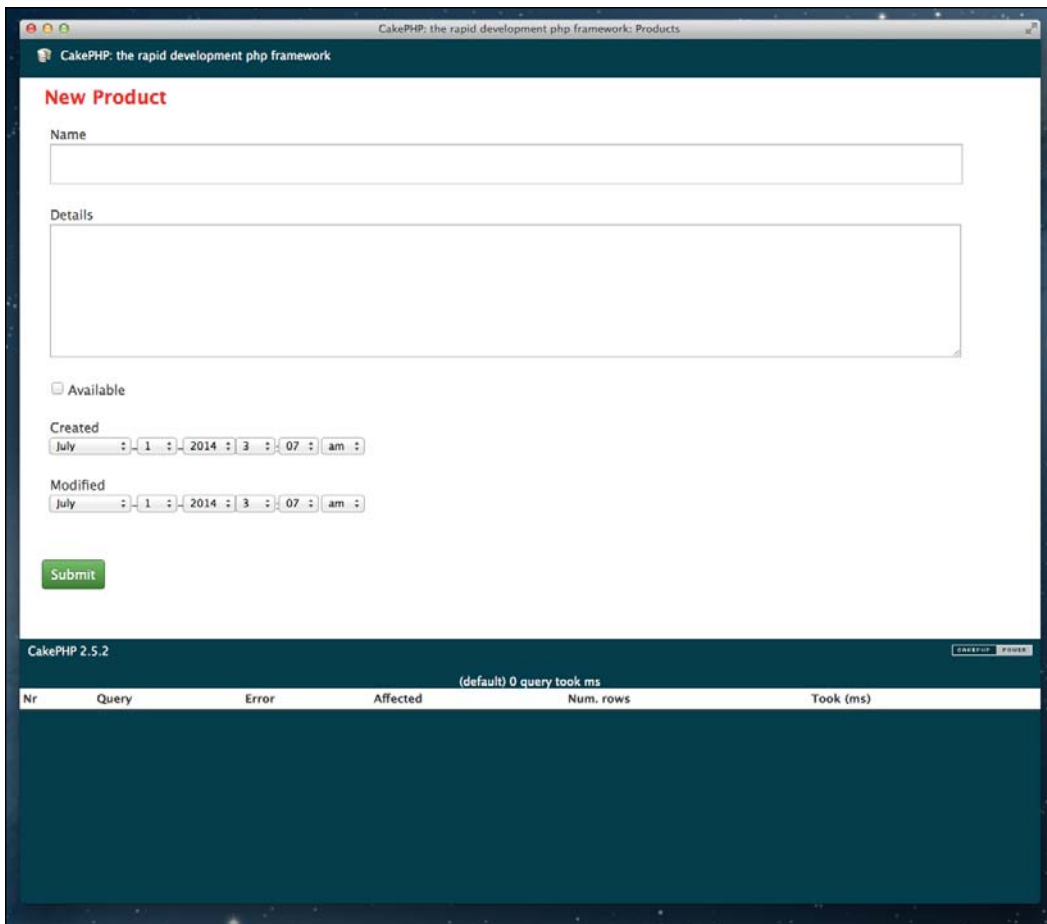 CakePHP: the rapid development php framework: Products
CakePHP: the rapid development php framework
New Product
Name
Details
Available
Created
July - 1 - 2014 3 : 07 am
Modified
July - 1 - 2014 3 : 07 am
Submit
CakePHP 2.5.2 CAKEPHP POWER
(default) 0 query took ms
Nr Query Error Affected Num. rows Took (ms)